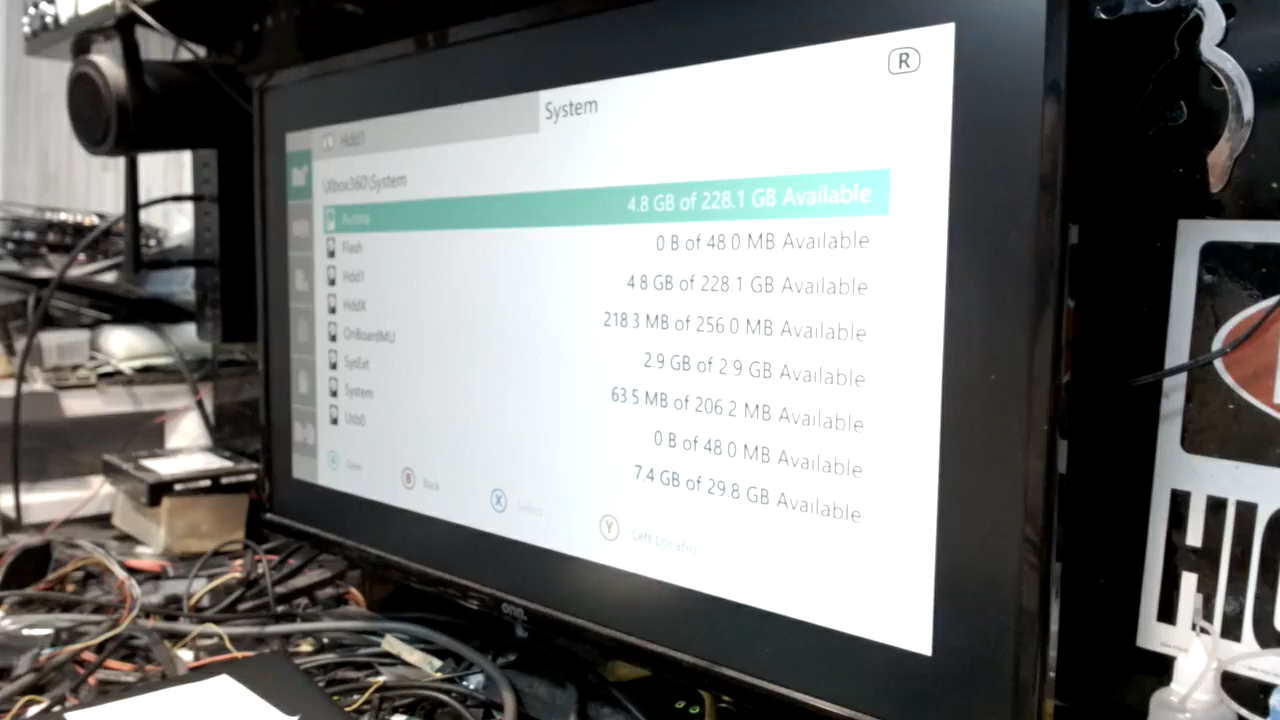 System
R
Hdd1
\Xbox360\System
4.8 GB of 228.1 GB Available
Flash 0 B of 48.0 MB Available
Hdd1 4.8 GB of 228.1 GB Available
HddX 218.3 MB of 256.0 MB Available
OnBoardMU 2.9 GB of 2.9 GB Available
SysExt 63.5 MB of 206.2 MB Available
System 0 B of 48.0 MB Available
Usb0 7.4 GB of 29.8 GB Available
B Back
X Select
Y Left Location
onn.